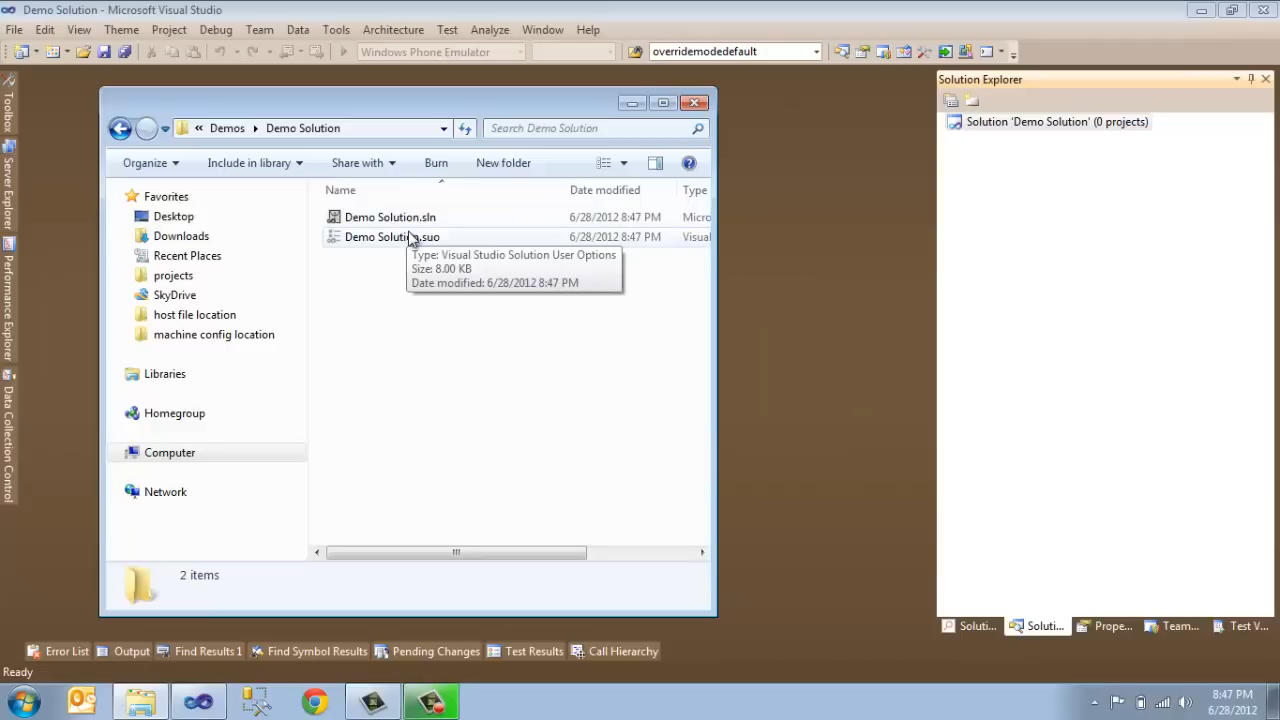 Demo Solution - Microsoft Visual Studio
File Edit View Theme Project Debug Team Data Tools Architecture Test Analyze Window Help
Windows Phone Emulator overridemodedefault
Toolbox
Server Explorer
Performance Explorer
Data Collection Control
Demos Demo Solution Search Demo Solution
Organize Include in library Share with Burn New folder
Name Date modified Type
Demo Solution.sln 6/28/2012 8:47 PM Micro
Demo Solution.suo 6/28/2012 8:47 PM Visual
Type: Visual Studio Solution User Options
Size: 8.00 KB
Date modified: 6/28/2012 8:47 PM
Favorites
Desktop
Downloads
Recent Places
projects
SkyDrive
host file location
machine config location
Libraries
Homegroup
Computer
Network
2 items
Solution Explorer
Solution 'Demo Solution' (0 projects)
Soluti... Soluti... Prope... Team... Test V...
Error List Output Find Results 1 Find Symbol Results Pending Changes Test Results Call Hierarchy
Ready
8:47 PM
6/28/2012